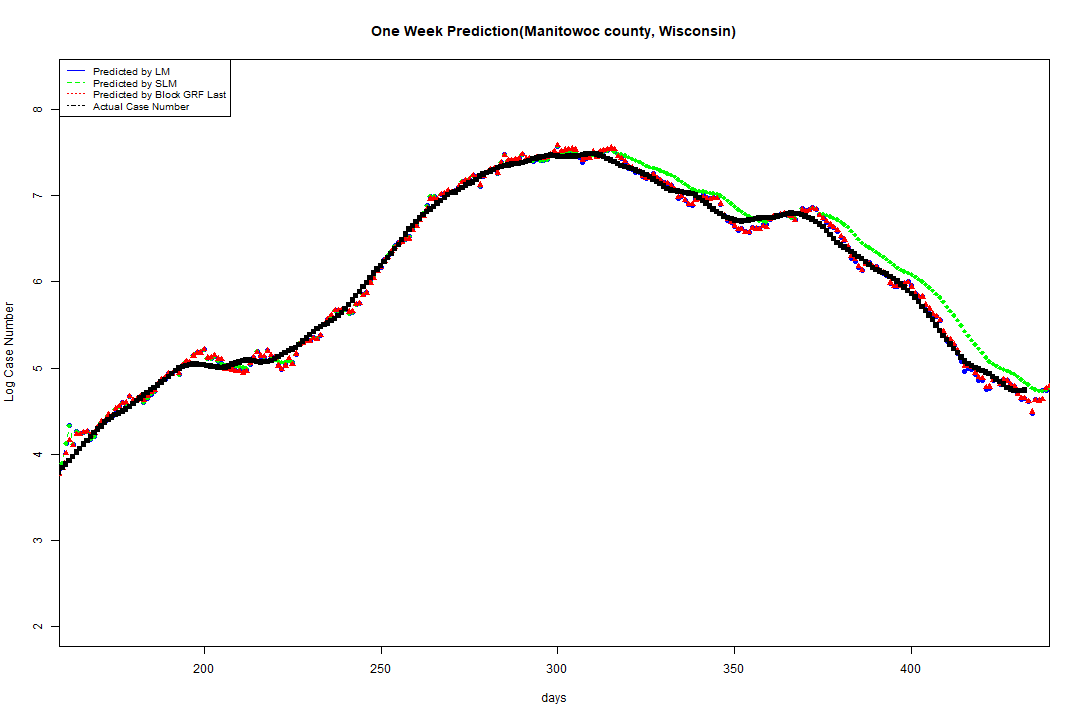 One Week Prediction(Manitowoc county, Wisconsin)
Predicted by LM
Predicted by SLM
Predicted by Block GRF Last
Actual Case Number
8
7
6
5
4
3
2
Log Case Number
200 250 300 350 400
days